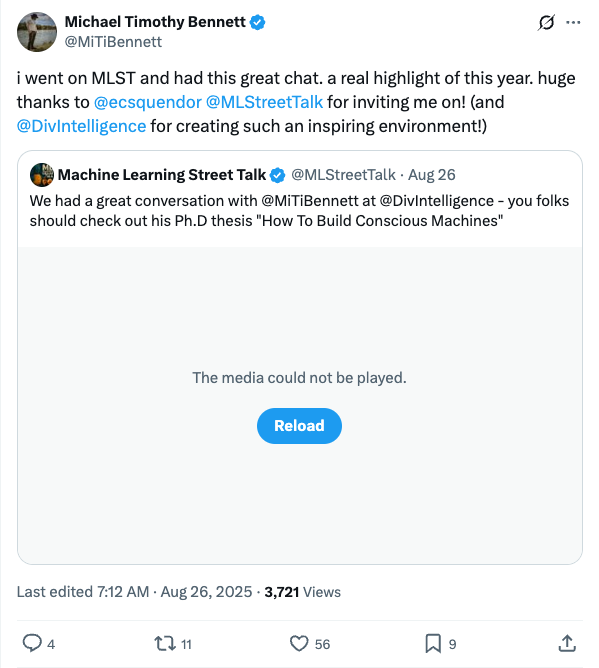 Michael Timothy Bennett
@MiTiBennett
i went on MLST and had this great chat. a real highlight of this year. huge
thanks to @ecsquendor @MLStreetTalk for inviting me on! (and
@DivIntelligence for creating such an inspiring environment!)
Machine Learning Street Talk @MLStreetTalk · Aug 26
We had a great conversation with @MiTiBennett at @DivIntelligence - you folks
should check out his Ph.D thesis "How To Build Conscious Machines"
The media could not be played.
Reload
Last edited 7:12 AM · Aug 26, 2025 · 3,721 Views
4 11 56 9